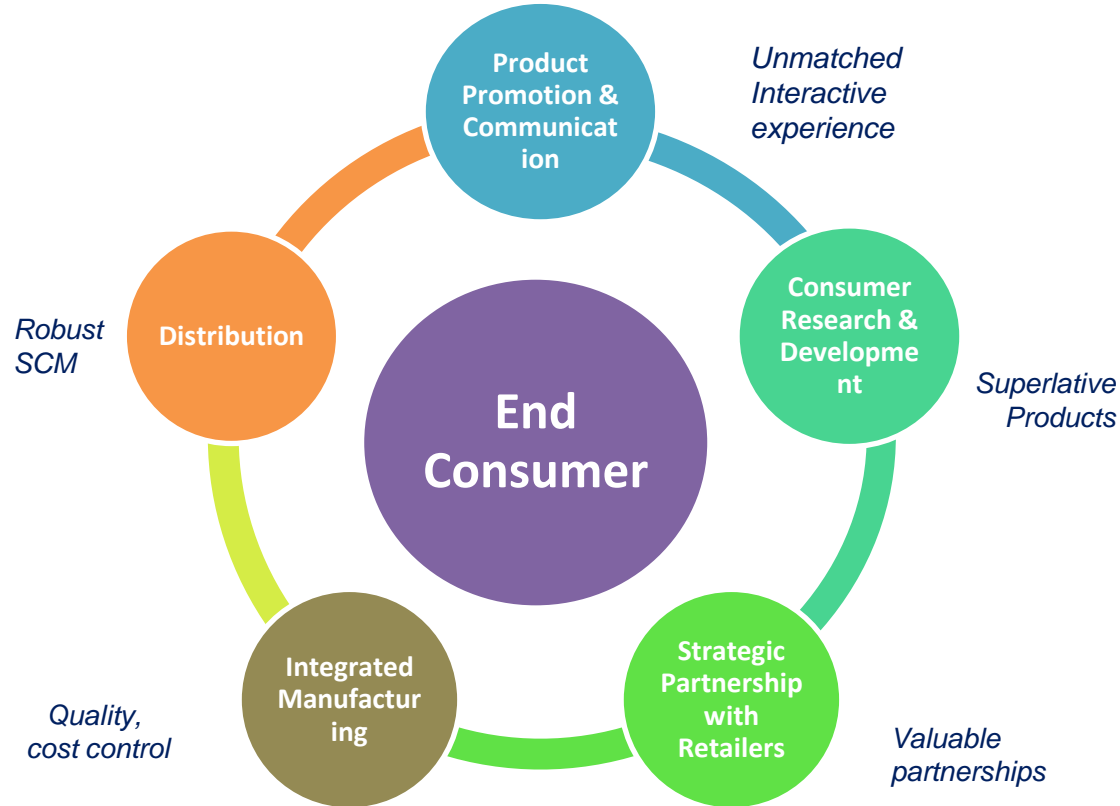 Product
Promotion &
Communicat
ion
Unmatched
Interactive
experience
Consumer
Research &
Developme
nt
Superlative
Products
Strategic
Partnership
with
Retailers
Valuable
partnerships
Integrated
Manufactur
ing
Quality,
cost control
Distribution
Robust
SCM
End
Consumer